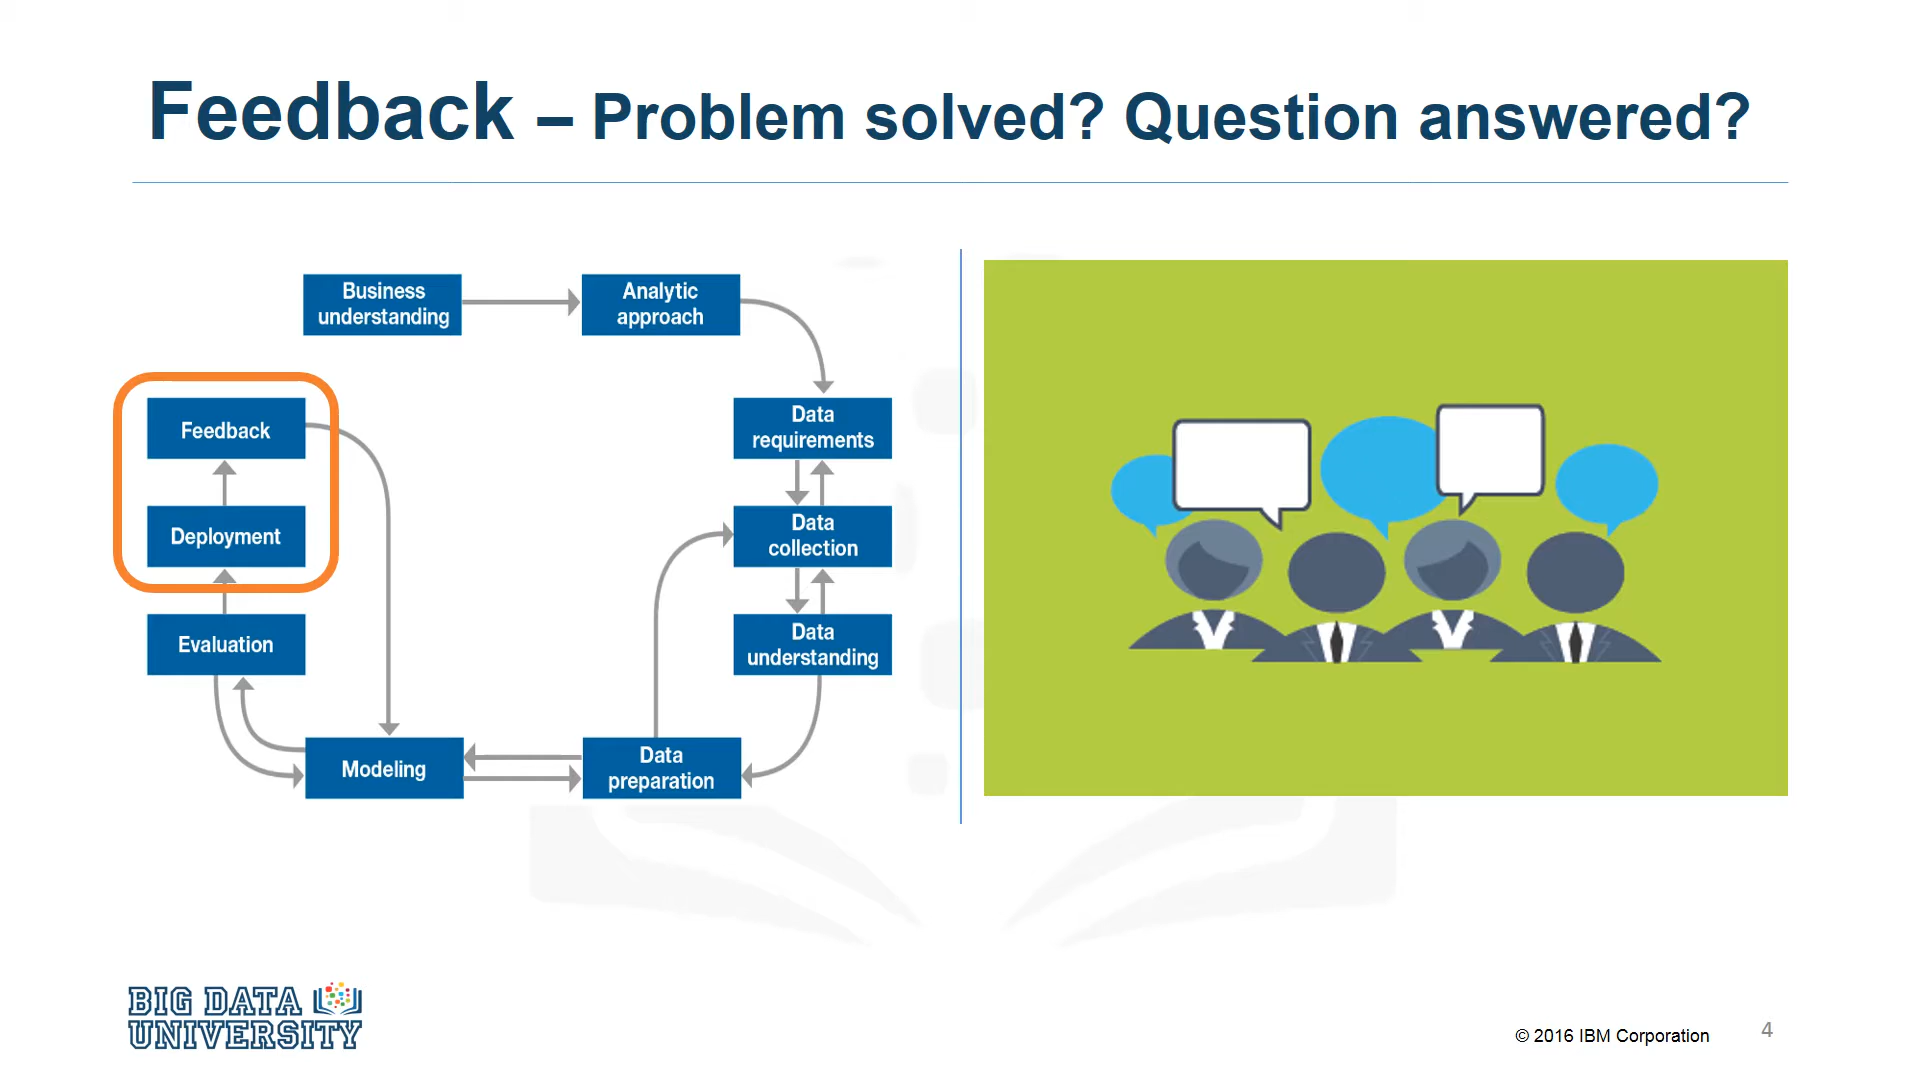 Feedback – Problem solved? Question answered?
Business
understanding
Analytic
approach
Feedback
Data
requirements
Deployment
Data
collection
Evaluation
Data
understanding
Modeling
Data
preparation
BIG DATA
UNIVERSITY
© 2016 IBM Corporation
4